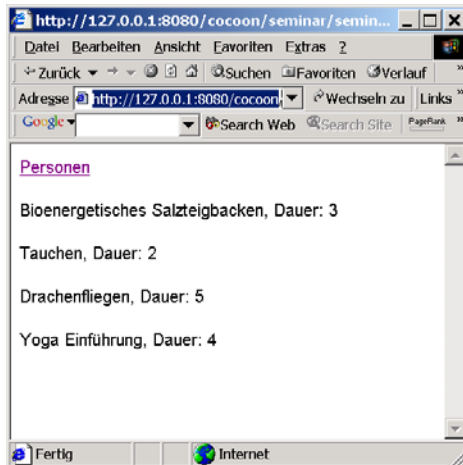 http://127.0.0.1:8080/cocoon/seminar/semin...
Datei Bearbeiten Ansicht Favoriten Extras ?
Zurück Suchen Favoriten Verlauf »
Adresse http://127.0.0.1:8080/cocoon/ Wechseln zu Links »
Google Search Web Search Site PageRank »
Personen
Bioenergetisches Salzteigbacken, Dauer: 3
Tauchen, Dauer: 2
Drachenfliegen, Dauer: 5
Yoga Einführung, Dauer: 4
Fertig Internet